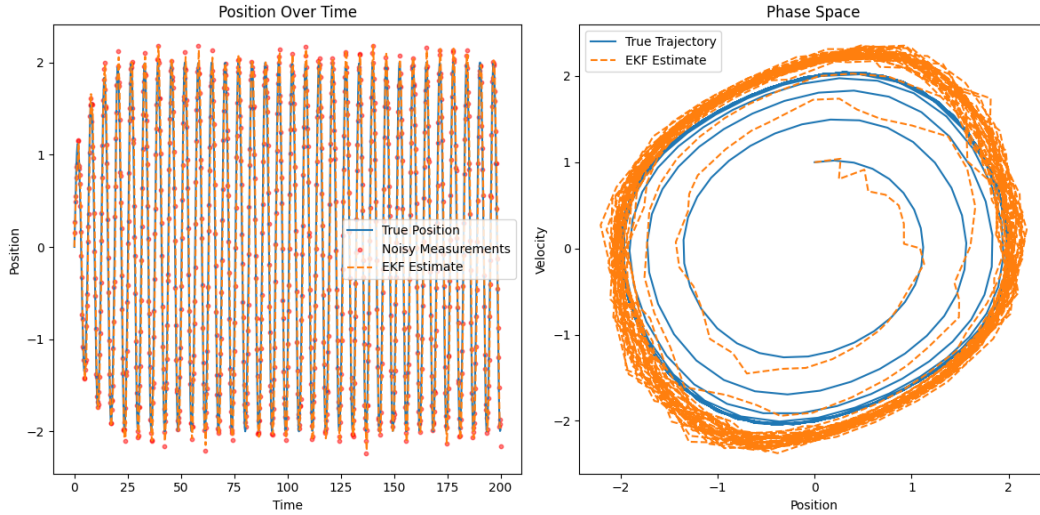 Position Over Time
Position
2
1
0
−1
−2
True Position
Noisy Measurements
EKF Estimate
0
25
50
75
100
125
150
175
200
Time
Phase Space
Velocity
True Trajectory
EKF Estimate
2
1
0
−1
−2
−2
−1
0
1
2
Position